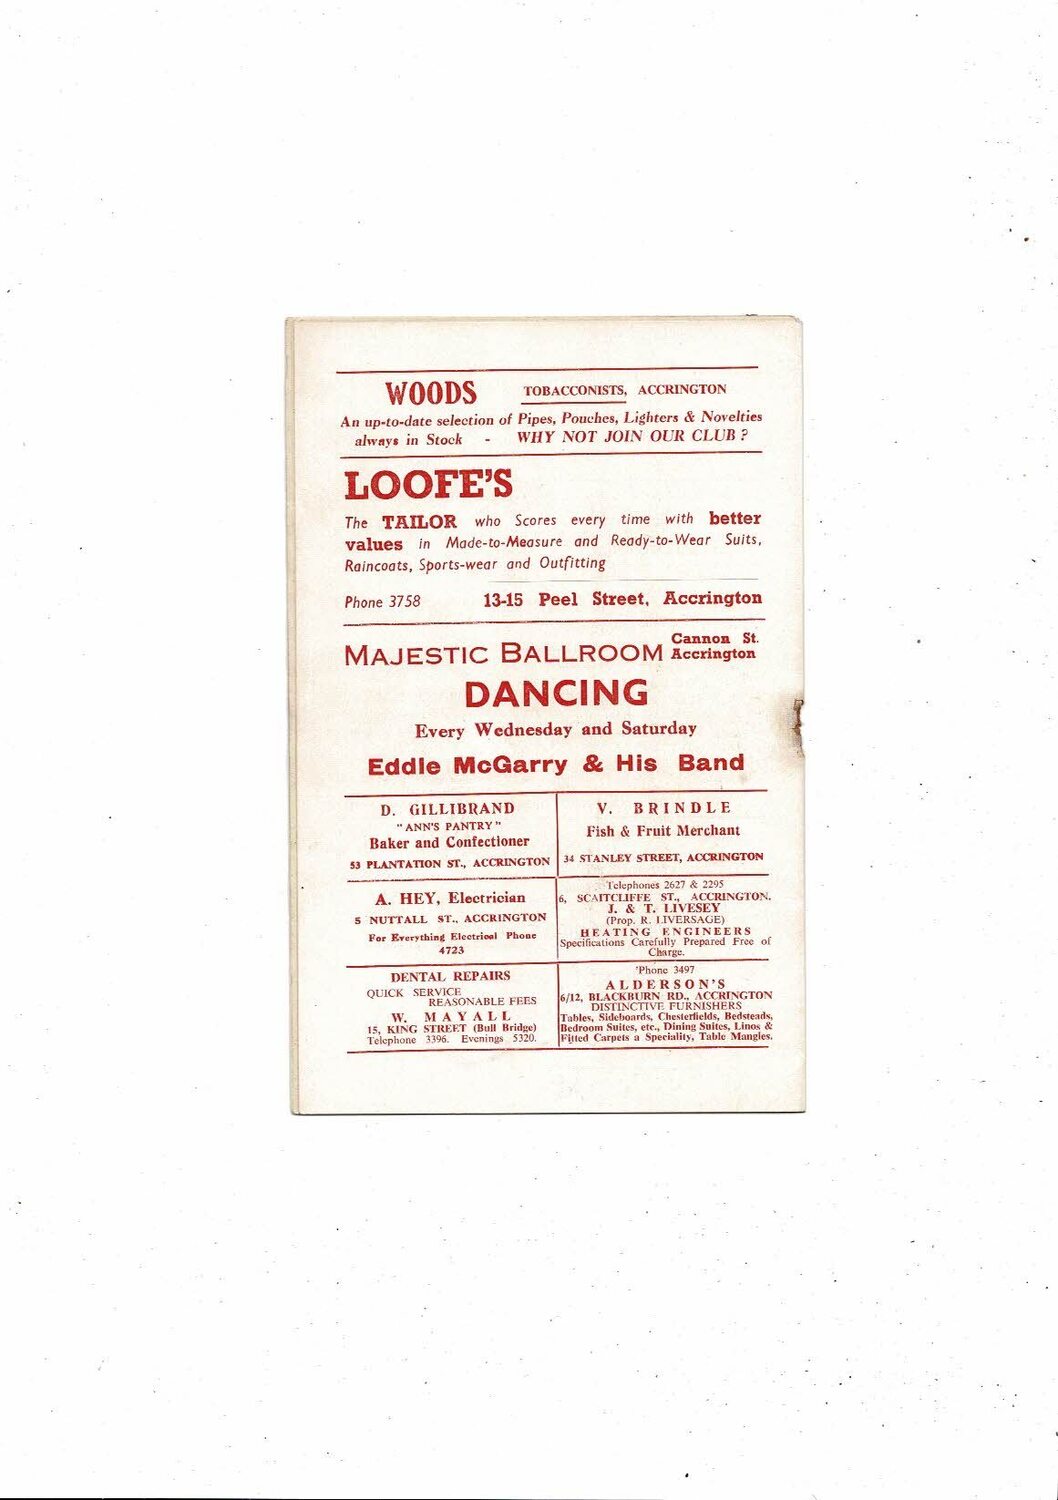 WOODS TOBACCONISTS, ACCRINGTON
An up-to-date selection of Pipes, Pouches, Lighters & Novelties
always in Stock - WHY NOT JOIN OUR CLUB ?
LOOFE'S
The TAILOR who Scores every time with better
values in Made-to-Measure and Ready-to-Wear Suits,
Raincoats, Sports-wear and Outfitting
Phone 3758 13-15 Peel Street, Accrington
MAJESTIC BALLROOM Cannon St. Accrington
DANCING
Every Wednesday and Saturday
Eddie McGarry & His Band
D. GILLIBRAND
"ANN'S PANTRY"
Baker and Confectioner
53 PLANTATION ST., ACCRINGTON
V. BRINDLE
Fish & Fruit Merchant
34 STANLEY STREET, ACCRINGTON
A. HEY, Electrician
5 NUTTALL ST., ACCRINGTON
For Everything Electrical Phone
4723
Telephones 2627 & 2295
6, SCAITCLIFFE ST., ACCRINGTON.
J. & T. LIVESEY
(Prop. R. LIVERSAGE)
HEATING ENGINEERS
Specifications Carefully Prepared Free of
Charge.
DENTAL REPAIRS
QUICK SERVICE
REASONABLE FEES
W. MAYALL
15, KING STREET (Bull Bridge)
Telephone 3396. Evenings 5320.
'Phone 3497
ALDERSON'S
6/12, BLACKBURN RD., ACCRINGTON
DISTINCTIVE FURNISHERS
Tables, Sideboards, Chesterfields, Bedsteads,
Bedroom Suites, etc., Dining Suites, Linos &
Fitted Carpets a Speciality, Table Mangles.